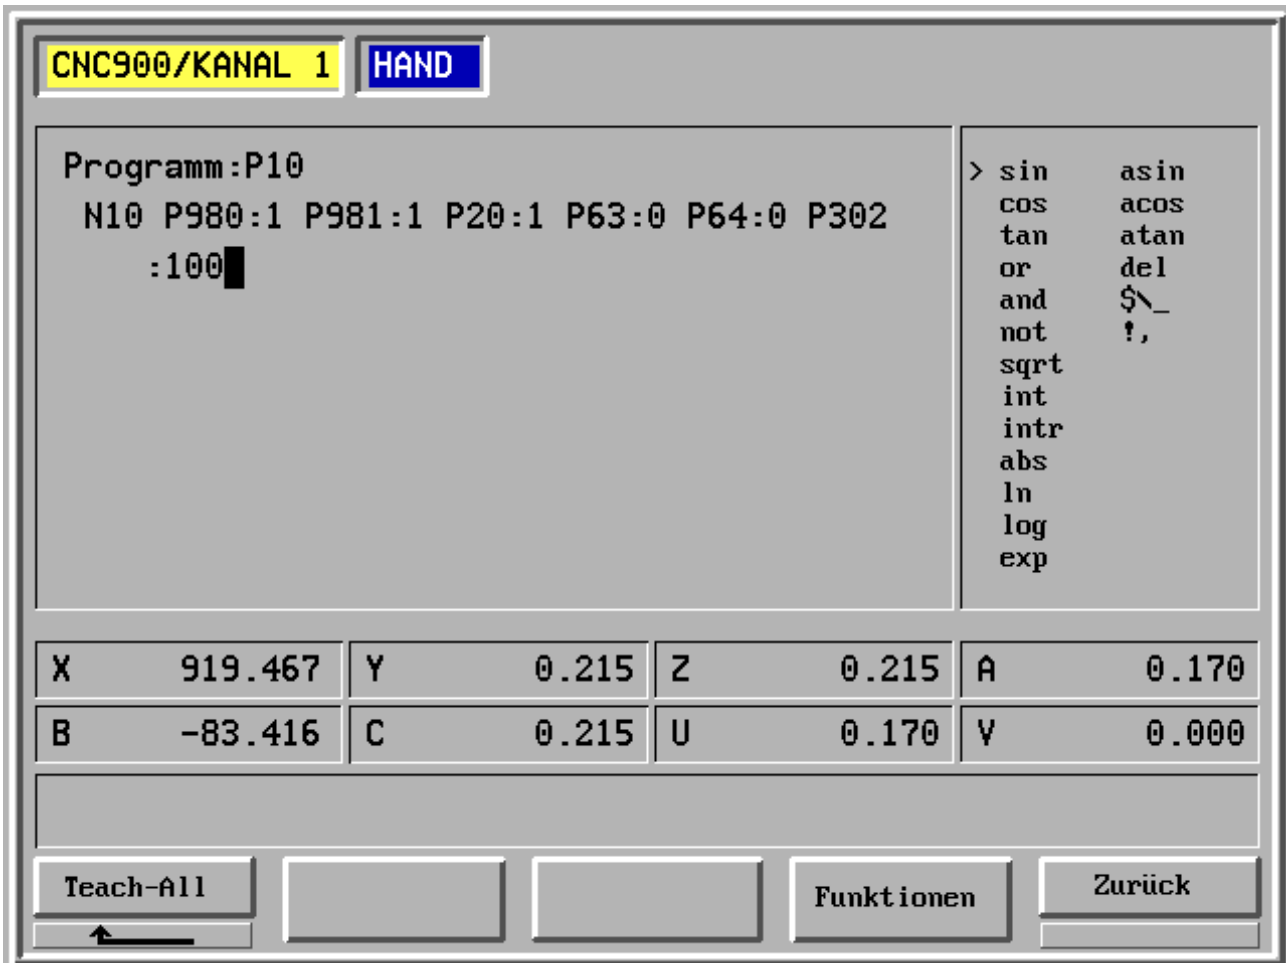 CNC900/KANAL 1 HAND
Programm:P10
N10 P980:1 P981:1 P20:1 P63:0 P64:0 P302
:100
> sin asin
cos acos
tan atan
or del
and $\_
not !,
sqrt
int
intr
abs
ln
log
exp
X 919.467 Y 0.215 Z 0.215 A 0.170
B -83.416 C 0.215 U 0.170 V 0.000
Teach-All Funktionen Zurück